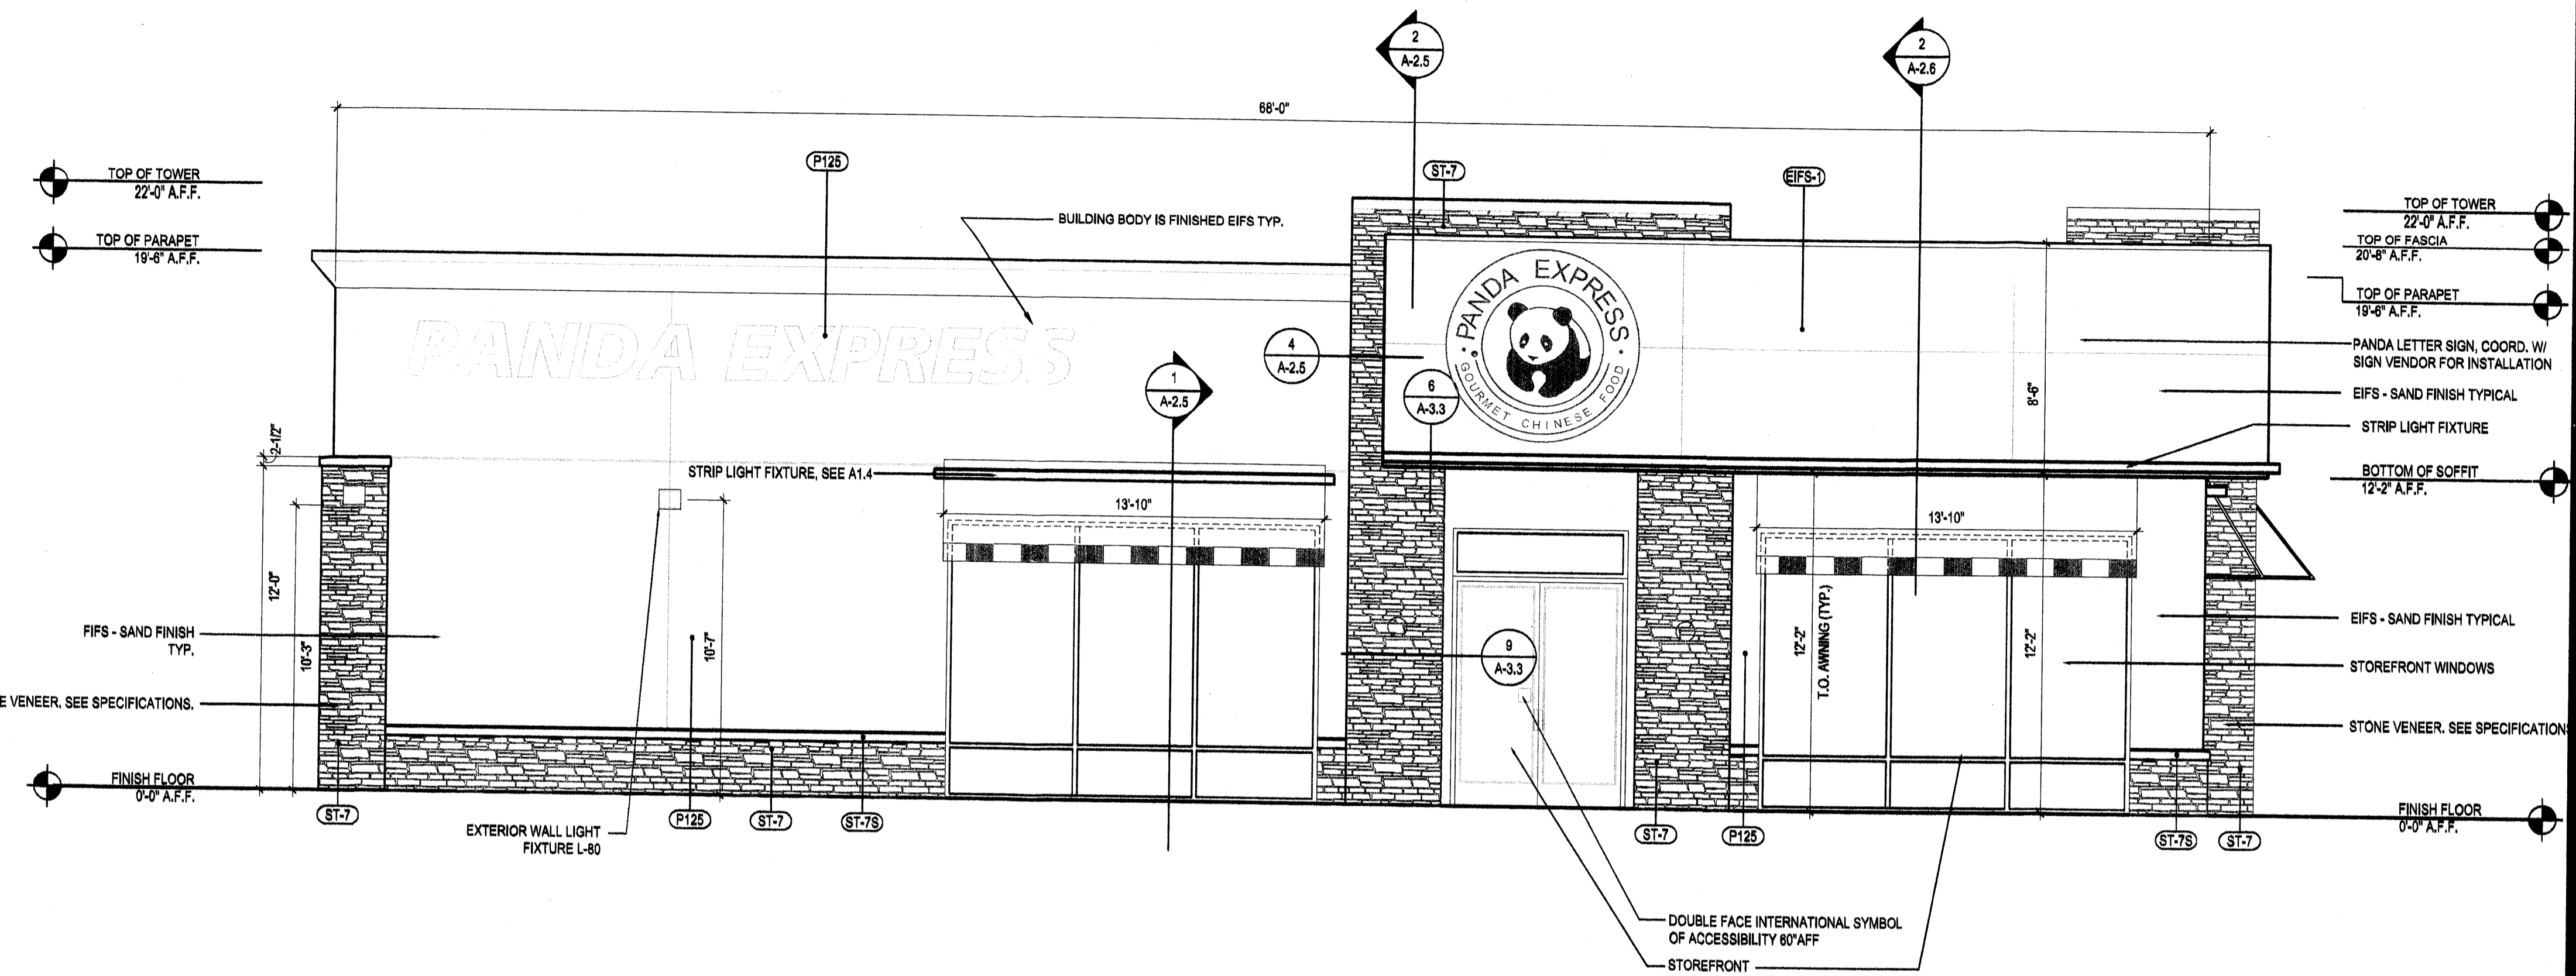 2
A-2.5
2
A-2.6
68'-0"
P125
ST-7
EIFS-1
TOP OF TOWER
22'-0" A.F.F.
TOP OF PARAPET
19'-6" A.F.F.
BUILDING BODY IS FINISHED EIFS TYP.
TOP OF TOWER
22'-0" A.F.F.
TOP OF FASCIA
20'-8" A.F.F.
TOP OF PARAPET
19'-6" A.F.F.
PANDA EXPRESS
PANDA EXPRESS
GOURMET CHINESE FOOD
4
A-2.5
1
A-2.5
6
A-3.3
8'-6"
PANDA LETTER SIGN, COORD. W/
SIGN VENDOR FOR INSTALLATION
EIFS - SAND FINISH TYPICAL
STRIP LIGHT FIXTURE
2-1/2"
STRIP LIGHT FIXTURE, SEE A1.4
BOTTOM OF SOFFIT
12'-2" A.F.F.
13'-10"
13'-10"
12'-0"
10'-3"
10'-7"
FIFS - SAND FINISH
TYP.
9
A-3.3
12'-2"
T.O. AWNING (TYP.)
12'-2"
EIFS - SAND FINISH TYPICAL
STOREFRONT WINDOWS
E VENEER. SEE SPECIFICATIONS.
STONE VENEER. SEE SPECIFICATION
FINISH FLOOR
0'-0" A.F.F.
FINISH FLOOR
0'-0" A.F.F.
ST-7
P125
ST-7
ST-7S
ST-7
P125
ST-7S
ST-7
EXTERIOR WALL LIGHT
FIXTURE L-80
DOUBLE FACE INTERNATIONAL SYMBOL
OF ACCESSIBILITY 60"AFF
STOREFRONT